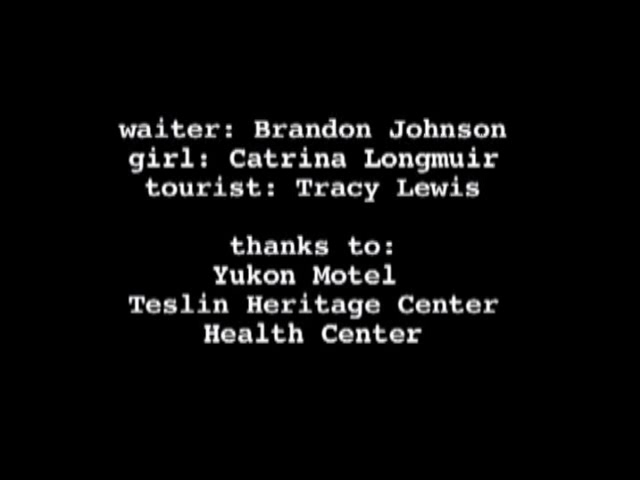 waiter: Brandon Johnson
girl: Catrina Longmuir
tourist: Tracy Lewis
thanks to:
Yukon Motel
Teslin Heritage Center
Health Center